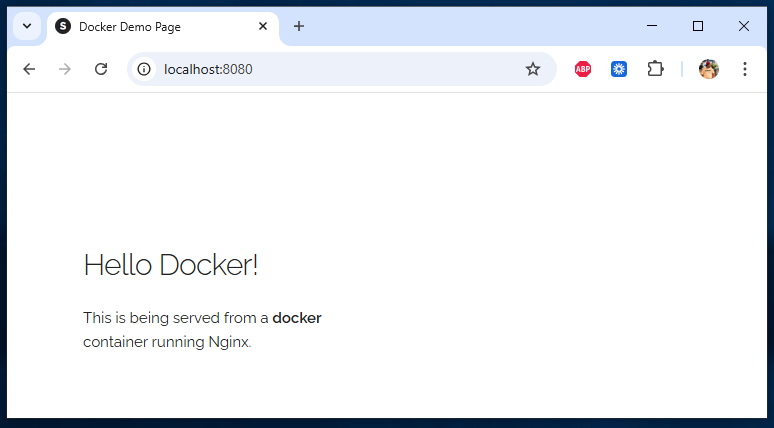 S Docker Demo Page
localhost:8080
ABP
Hello Docker!
This is being served from a docker
container running Nginx.